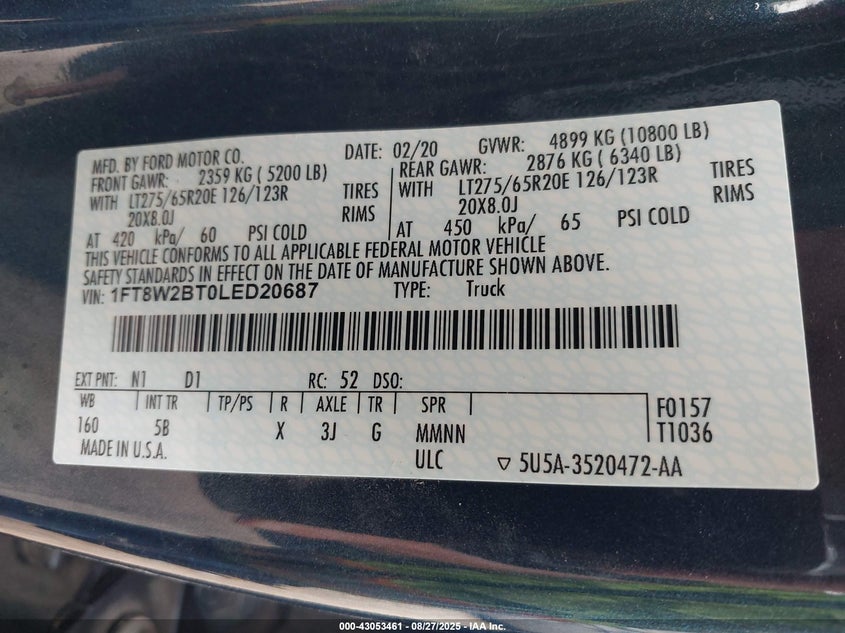 MFD. BY FORD MOTOR CO. DATE: 02/20 GVWR: 4899 KG (10800 LB)
FRONT GAWR: 2359 KG ( 5200 LB) REAR GAWR: 2876 KG ( 6340 LB)
WITH LT275/65R20E 126/123R TIRES WITH LT275/65R20E 126/123R TIRES
20X8.0J RIMS 20X8.0J RIMS
AT 420 kPa/ 60 PSI COLD AT 450 kPa/ 65 PSI COLD
THIS VEHICLE CONFORMS TO ALL APPLICABLE FEDERAL MOTOR VEHICLE
SAFETY STANDARDS IN EFFECT ON THE DATE OF MANUFACTURE SHOWN ABOVE.
VIN: 1FT8W2BT0LED20687 TYPE: Truck
EXT PNT: N1 D1 RC: 52 DSO:
WB INT TR TP/PS R AXLE TR SPR F0157
160 5B X 3J G MMNN T1036
MADE IN U.S.A. ULC ▽ 5U5A-3520472-AA
000-43053461 - 08/27/2025 - IAA Inc.